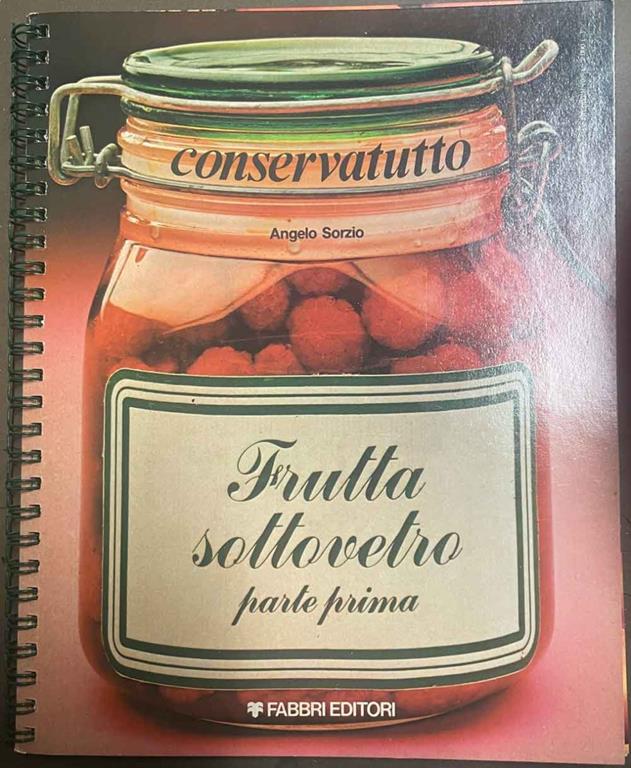 conservatutto
Angelo Sorzio
Frutta
sottovetro
parte prima
FABBRI EDITORI